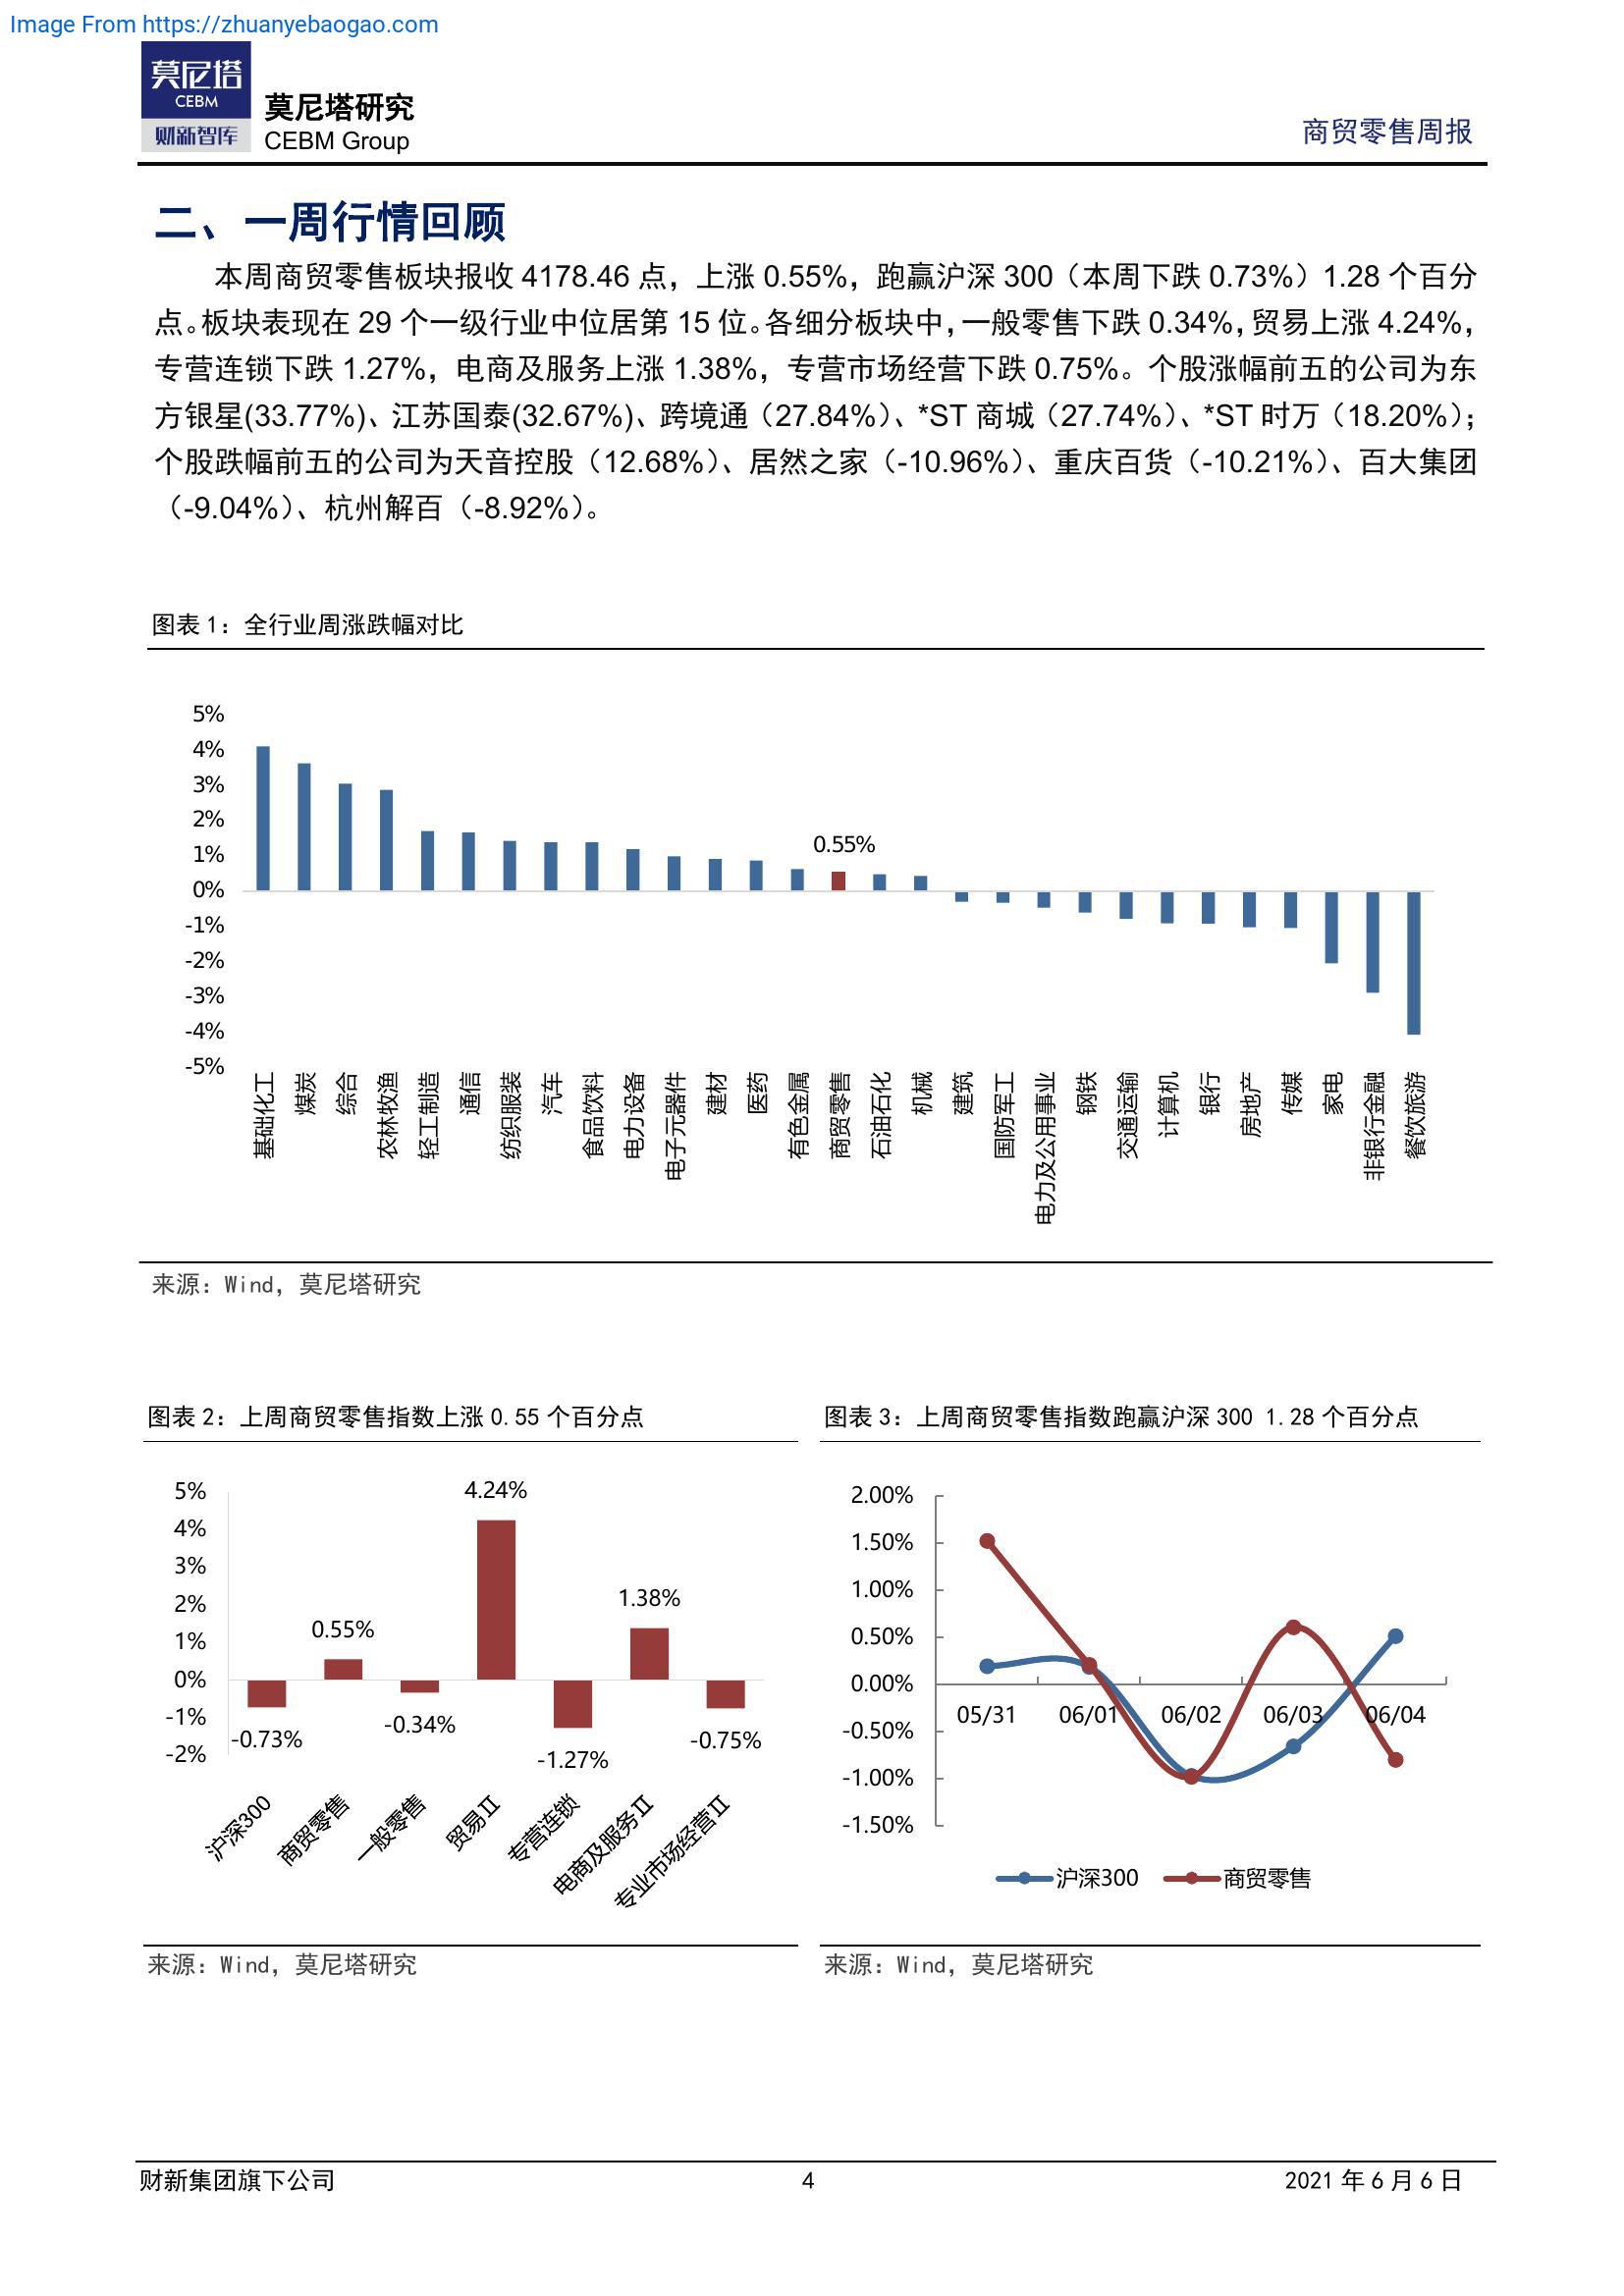 Image From https://zhuanyebaogao.com
莫尼塔
CEBM
财新智库
莫尼塔研究
CEBM Group
商贸零售周报
二、一周行情回顾
本周商贸零售板块报收 4178.46 点，上涨 0.55%，跑赢沪深 300（本周下跌 0.73%）1.28 个百分
点。板块表现在 29 个一级行业中位居第 15 位。各细分板块中，一般零售下跌 0.34%，贸易上涨 4.24%，
专营连锁下跌 1.27%，电商及服务上涨 1.38%，专营市场经营下跌 0.75%。个股涨幅前五的公司为东
方银星(33.77%)、江苏国泰(32.67%)、跨境通（27.84%）、*ST 商城（27.74%）、*ST 时万（18.20%）；
个股跌幅前五的公司为天音控股（12.68%）、居然之家（-10.96%）、重庆百货（-10.21%）、百大集团
（-9.04%）、杭州解百（-8.92%）。
图表 1：全行业周涨跌幅对比
5%
4%
3%
2%
1%
0%
-1%
-2%
-3%
-4%
-5%
0.55%
基础化工
煤炭
综合
农林牧渔
轻工制造
通信
纺织服装
汽车
食品饮料
电力设备
电子元器件
建材
医药
有色金属
商贸零售
石油石化
机械
建筑
国防军工
电力及公用事业
钢铁
交通运输
计算机
银行
房地产
传媒
家电
非银行金融
餐饮旅游
来源：Wind，莫尼塔研究
图表 2：上周商贸零售指数上涨 0.55 个百分点
5%
4%
3%
2%
1%
0%
-1%
-2%
-0.73%
0.55%
-0.34%
4.24%
-1.27%
1.38%
-0.75%
沪深300
商贸零售
一般零售
贸易Ⅱ
专营连锁
电商及服务Ⅱ
专业市场经营Ⅱ
来源：Wind，莫尼塔研究
图表 3：上周商贸零售指数跑赢沪深 300 1.28 个百分点
2.00%
1.50%
1.00%
0.50%
0.00%
-0.50%
-1.00%
-1.50%
05/31
06/01
06/02
06/03
06/04
沪深300
商贸零售
来源：Wind，莫尼塔研究
财新集团旗下公司
4
2021 年 6 月 6 日